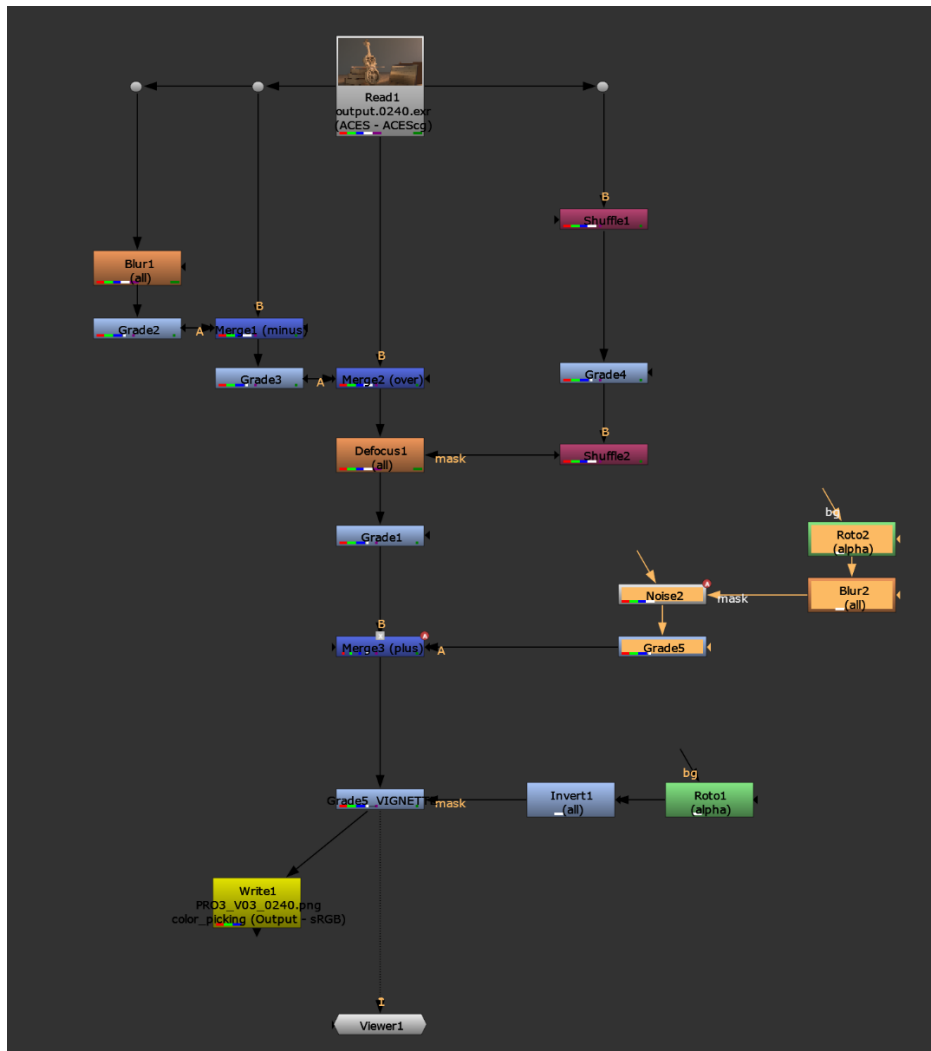 Read1
output.0240.exr
(ACES - ACEScg)
B
Shuffle1
Blur1
(all)
B
Grade2
A
Merge1 (minus)
B
Grade3
A
Merge2 (over)
Grade4
B
Defocus1
(all)
mask
Shuffle2
bg
Roto2
(alpha)
Grade1
Noise2
mask
Blur2
(all)
B
Merge3 (plus)
A
Grade5
bg
Grade5_VIGNETT
mask
Invert1
(all)
Roto1
(alpha)
Write1
PRO3_V03_0240.png
color_picking (Output - sRGB)
1
Viewer1